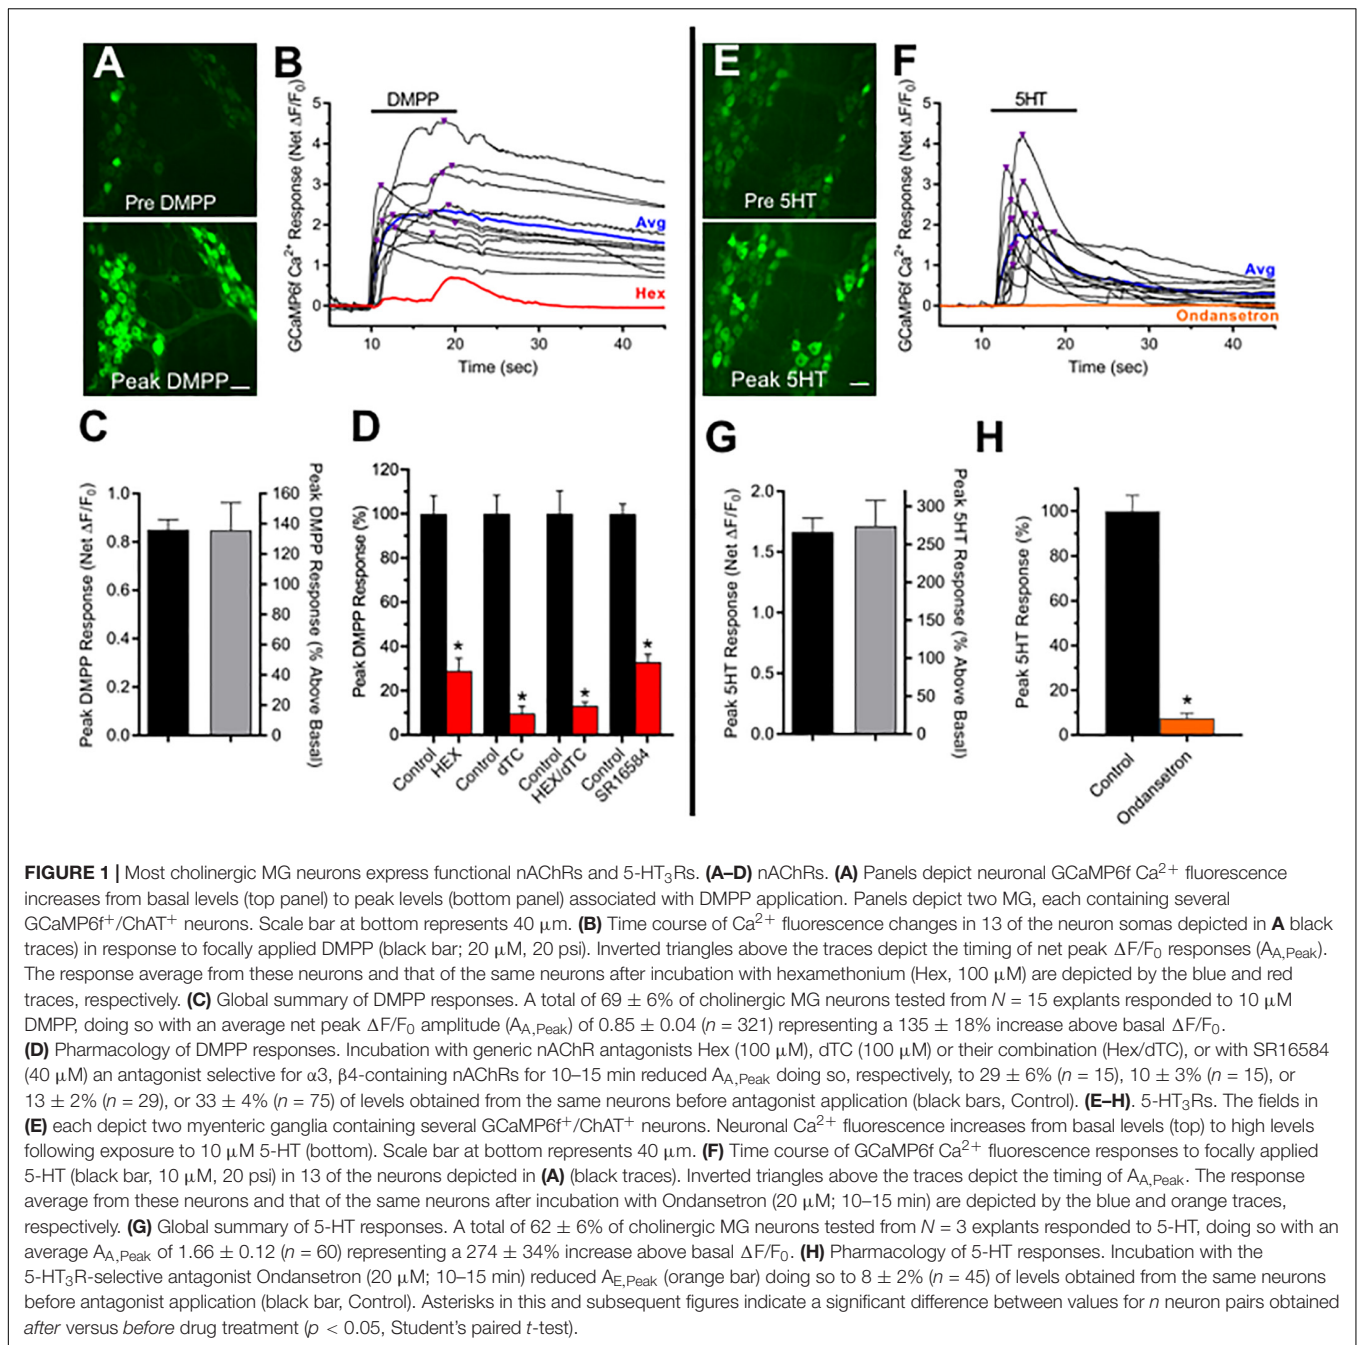 A
Pre DMPP
Peak DMPP
B
DMPP
GCaMP6f Ca2+ Response (Net ΔF/F0)
5
4
3
2
1
0
Avg
Hex
10
20
30
40
Time (sec)
E
Pre 5HT
Peak 5HT
F
5HT
GCaMP6f Ca2+ Response (Net ΔF/F0)
5
4
3
2
1
0
Avg
Ondansetron
10
20
30
40
Time (sec)
C
Peak DMPP Response (Net ΔF/F0)
1.0
0.8
0.6
0.4
0.2
0.0
160
140
120
100
80
60
40
20
0
Peak DMPP Response (% Above Basal)
D
Peak DMPP Response (%)
120
100
80
60
40
20
0
*
*
*
*
Control
HEX
Control
dTC
Control
HEX/dTC
Control
SR16584
G
Peak 5HT Response (Net ΔF/F0)
2.0
1.5
1.0
0.5
0.0
300
250
200
150
100
50
0
Peak 5HT Response (% Above Basal)
H
Peak 5HT Response (%)
100
80
60
40
20
0
*
Control
Ondansetron
FIGURE 1 | Most cholinergic MG neurons express functional nAChRs and 5-HT3Rs. (A–D) nAChRs. (A) Panels depict neuronal GCaMP6f Ca2+ fluorescence
increases from basal levels (top panel) to peak levels (bottom panel) associated with DMPP application. Panels depict two MG, each containing several
GCaMP6f+/ChAT+ neurons. Scale bar at bottom represents 40 μm. (B) Time course of Ca2+ fluorescence changes in 13 of the neuron somas depicted in A black
traces) in response to focally applied DMPP (black bar; 20 μM, 20 psi). Inverted triangles above the traces depict the timing of net peak ΔF/F0 responses (AA,Peak).
The response average from these neurons and that of the same neurons after incubation with hexamethonium (Hex, 100 μM) are depicted by the blue and red
traces, respectively. (C) Global summary of DMPP responses. A total of 69 ± 6% of cholinergic MG neurons tested from N = 15 explants responded to 10 μM
DMPP, doing so with an average net peak ΔF/F0 amplitude (AA,Peak) of 0.85 ± 0.04 (n = 321) representing a 135 ± 18% increase above basal ΔF/F0.
(D) Pharmacology of DMPP responses. Incubation with generic nAChR antagonists Hex (100 μM), dTC (100 μM) or their combination (Hex/dTC), or with SR16584
(40 μM) an antagonist selective for α3, β4-containing nAChRs for 10–15 min reduced AA,Peak doing so, respectively, to 29 ± 6% (n = 15), 10 ± 3% (n = 15), or
13 ± 2% (n = 29), or 33 ± 4% (n = 75) of levels obtained from the same neurons before antagonist application (black bars, Control). (E–H). 5-HT3Rs. The fields in
(E) each depict two myenteric ganglia containing several GCaMP6f+/ChAT+ neurons. Neuronal Ca2+ fluorescence increases from basal levels (top) to high levels
following exposure to 10 μM 5-HT (bottom). Scale bar at bottom represents 40 μm. (F) Time course of GCaMP6f Ca2+ fluorescence responses to focally applied
5-HT (black bar, 10 μM, 20 psi) in 13 of the neurons depicted in (A) (black traces). Inverted triangles above the traces depict the timing of AA,Peak. The response
average from these neurons and that of the same neurons after incubation with Ondansetron (20 μM; 10–15 min) are depicted by the blue and orange traces,
respectively. (G) Global summary of 5-HT responses. A total of 62 ± 6% of cholinergic MG neurons tested from N = 3 explants responded to 5-HT, doing so with an
average AA,Peak of 1.66 ± 0.12 (n = 60) representing a 274 ± 34% increase above basal ΔF/F0. (H) Pharmacology of 5-HT responses. Incubation with the
5-HT3R-selective antagonist Ondansetron (20 μM; 10–15 min) reduced AE,Peak (orange bar) doing so to 8 ± 2% (n = 45) of levels obtained from the same neurons
before antagonist application (black bar, Control). Asterisks in this and subsequent figures indicate a significant difference between values for n neuron pairs obtained
after versus before drug treatment (p < 0.05, Student's paired t-test).